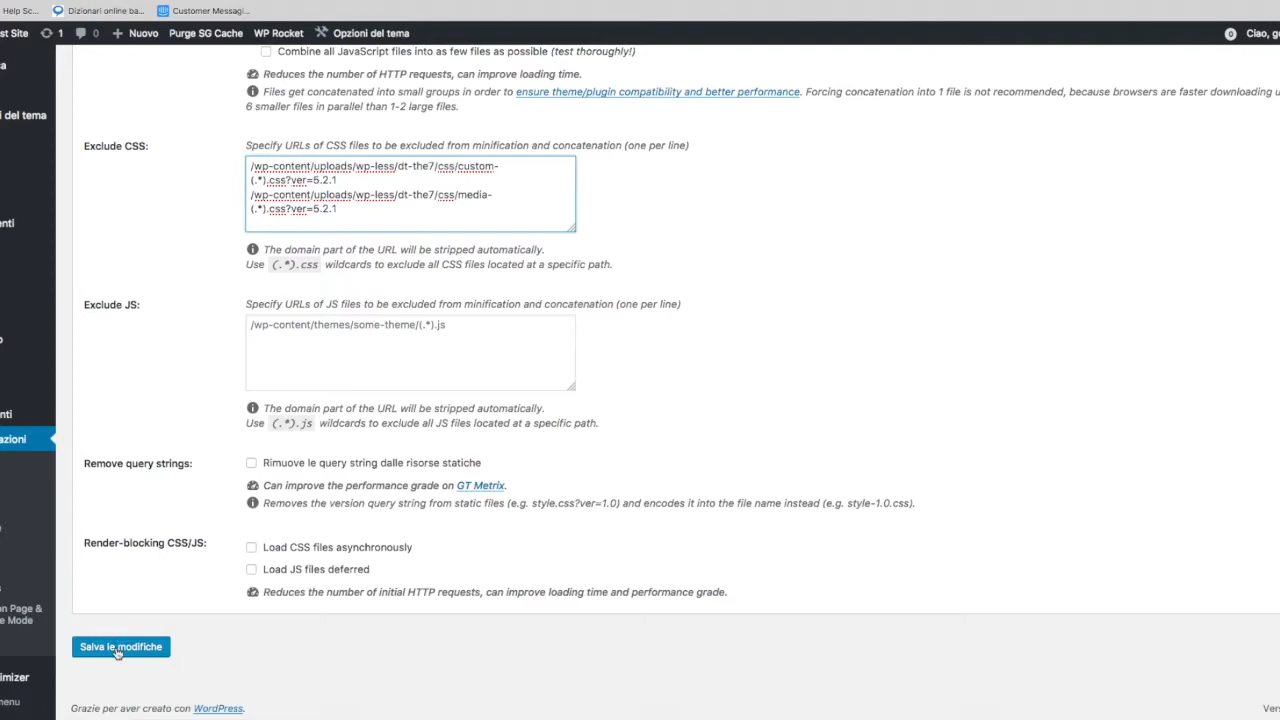 Help Sc... Dizionari online ba... Customer Messagi...
st Site 1 0 Nuovo Purge SG Cache WP Rocket Opzioni del tema 0 Ciao, g
Combine all JavaScript files into as few files as possible (test thoroughly!)
Reduces the number of HTTP requests, can improve loading time.
Files get concatenated into small groups in order to ensure theme/plugin compatibility and better performance. Forcing concatenation into 1 file is not recommended, because browsers are faster downloading u
6 smaller files in parallel than 1-2 large files.
i del tema
Exclude CSS:
Specify URLs of CSS files to be excluded from minification and concatenation (one per line)
/wp-content/uploads/wp-less/dt-the7/css/custom-
(.*).css?ver=5.2.1
/wp-content/uploads/wp-less/dt-the7/css/media-
(.*).css?ver=5.2.1
enti
The domain part of the URL will be stripped automatically.
Use (.*).css wildcards to exclude all CSS files located at a specific path.
Exclude JS:
Specify URLs of JS files to be excluded from minification and concatenation (one per line)
/wp-content/themes/some-theme/(.*).js
The domain part of the URL will be stripped automatically.
Use (.*).js wildcards to exclude all JS files located at a specific path.
nti
azioni
Remove query strings:
Rimuove le query string dalle risorse statiche
Can improve the performance grade on GT Metrix.
Removes the version query string from static files (e.g. style.css?ver=1.0) and encodes it into the file name instead (e.g. style-1.0.css).
Render-blocking CSS/JS:
Load CSS files asynchronously
Load JS files deferred
Reduces the number of initial HTTP requests, can improve loading time and performance grade.
on Page &
e Mode
Salva le modifiche
imizer
menu
Grazie per aver creato con WordPress.
Vers